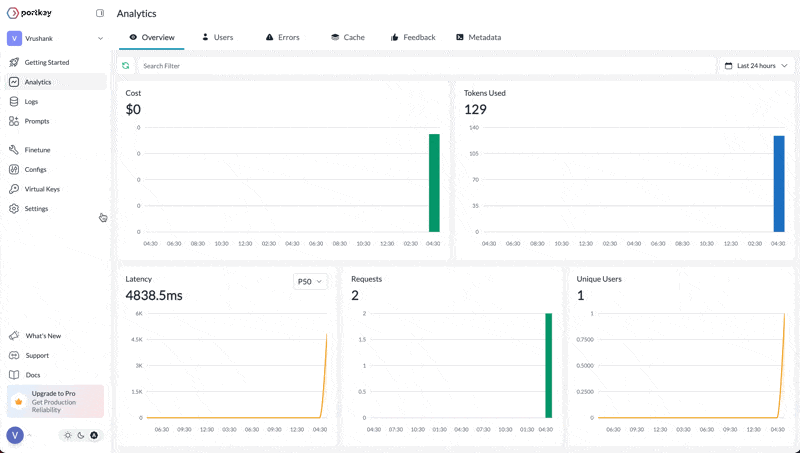 portkey
Analytics
V
Vrushank
Overview
Users
Errors
Cache
Feedback
Metadata
Getting Started
Analytics
Logs
Prompts
Finetune
Configs
Virtual Keys
Settings
What's New
Support
Docs
Upgrade to Pro
Get Production
Reliability
V
A
Search Filter
Last 24 hours
Cost
$0
0
0
0
0
0
04:30 06:30 08:30 10:30 12:30 02:30 04:30 06:30 08:30 10:30 12:30 02:30 04:30
Tokens Used
129
140
105
70
35
0
04:30 06:30 08:30 10:30 12:30 02:30 04:30 06:30 08:30 10:30 12:30 02:30 04:30
Latency
P50
4838.5ms
6K
4.5K
3K
1.5K
0
06:30 09:30 12:30 03:30 06:30 09:30 12:30 04:30
Requests
2
2
1.5
1
0.5
0
04:30 07:30 10:30 01:30 04:30 07:30 10:30 01:30 04:30
Unique Users
1
1
0.7500
0.5000
0.2500
0
06:30 09:30 12:30 03:30 06:30 09:30 12:30 04:30